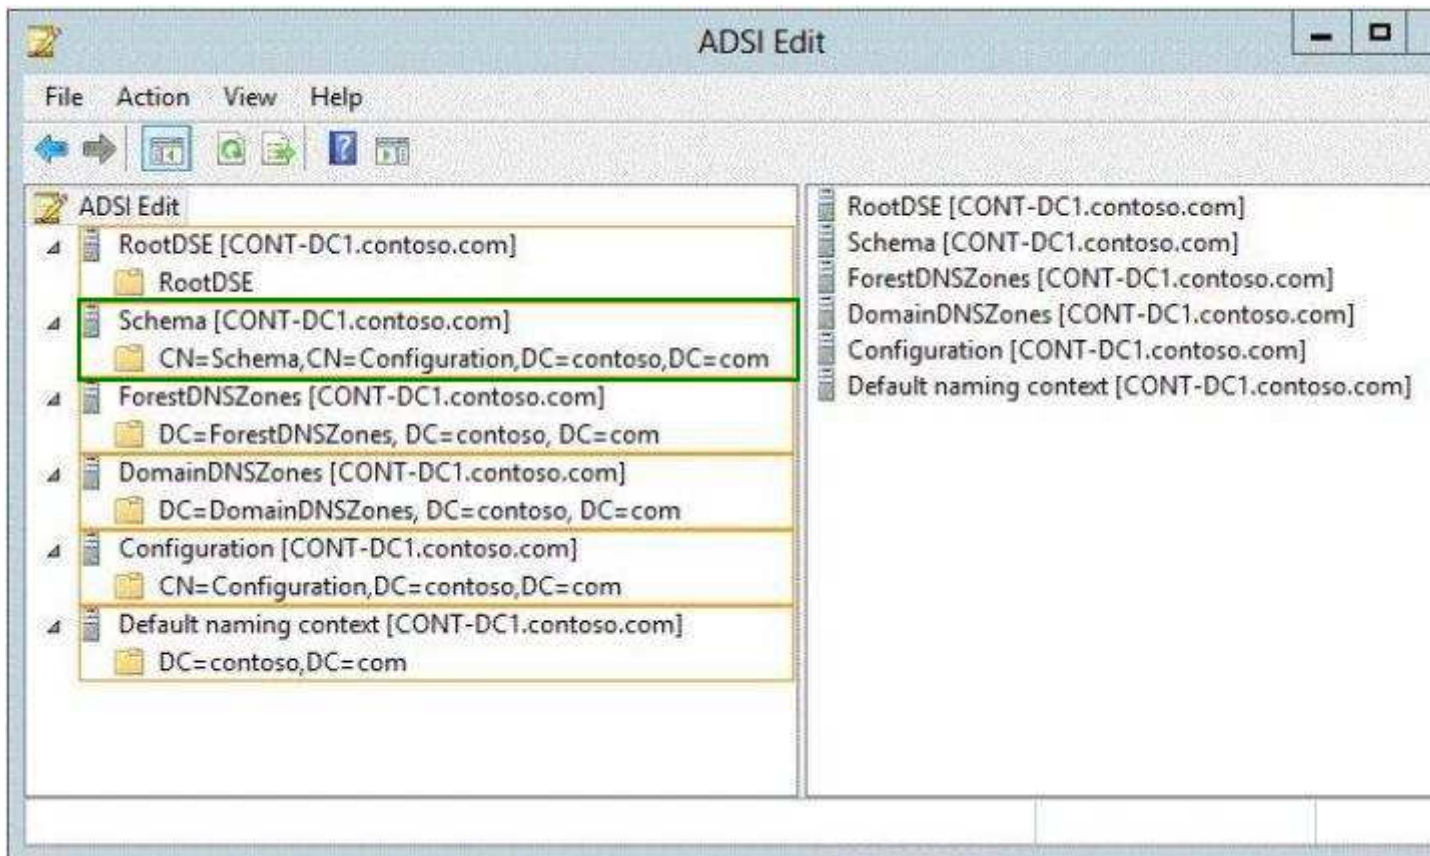 ADSI Edit
File Action View Help
ADSI Edit
RootDSE [CONT-DC1.contoso.com]
RootDSE
Schema [CONT-DC1.contoso.com]
CN=Schema,CN=Configuration,DC=contoso,DC=com
ForestDNSZones [CONT-DC1.contoso.com]
DC=ForestDNSZones, DC=contoso, DC=com
DomainDNSZones [CONT-DC1.contoso.com]
DC=DomainDNSZones, DC=contoso, DC=com
Configuration [CONT-DC1.contoso.com]
CN=Configuration,DC=contoso,DC=com
Default naming context [CONT-DC1.contoso.com]
DC=contoso,DC=com
RootDSE [CONT-DC1.contoso.com]
Schema [CONT-DC1.contoso.com]
ForestDNSZones [CONT-DC1.contoso.com]
DomainDNSZones [CONT-DC1.contoso.com]
Configuration [CONT-DC1.contoso.com]
Default naming context [CONT-DC1.contoso.com]